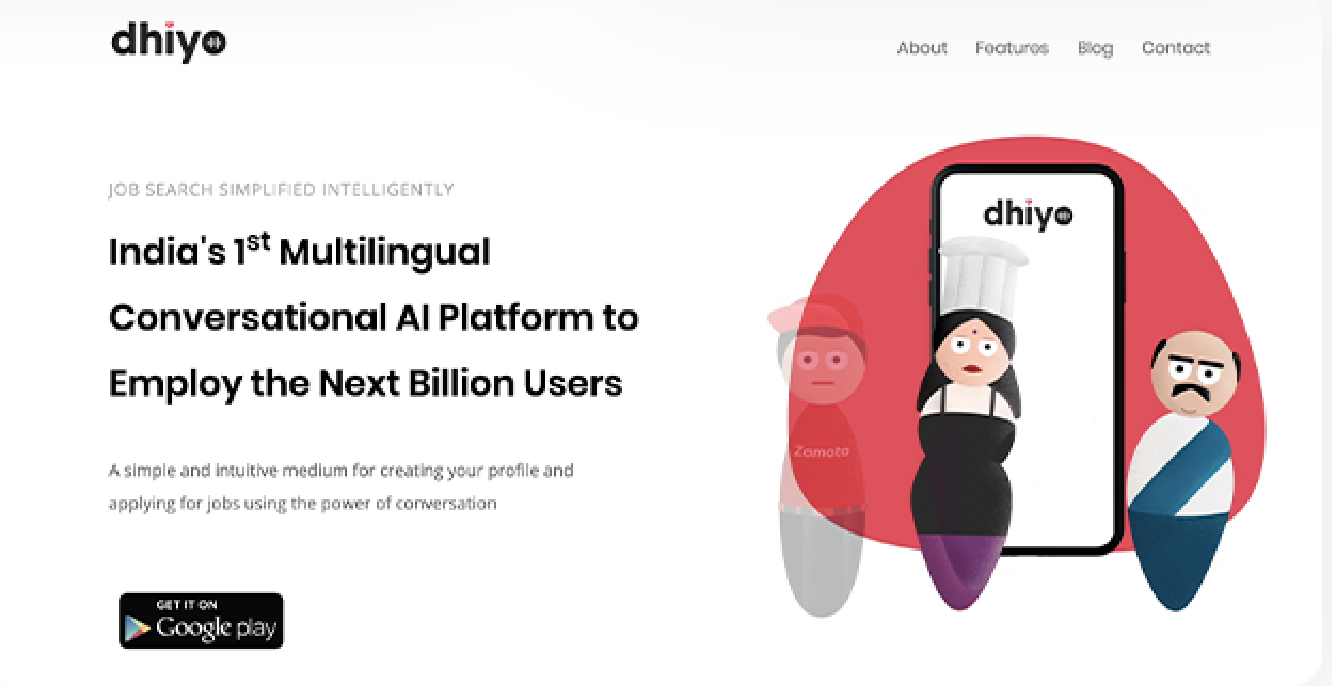 dhiyo
About Features Blog Contact
JOB SEARCH SIMPLIFIED INTELLIGENTLY
India's 1st Multilingual
Conversational AI Platform to
Employ the Next Billion Users
A simple and intuitive medium for creating your profile and
applying for jobs using the power of conversation
GET IT ON
Google play
dhiyo
Zomato